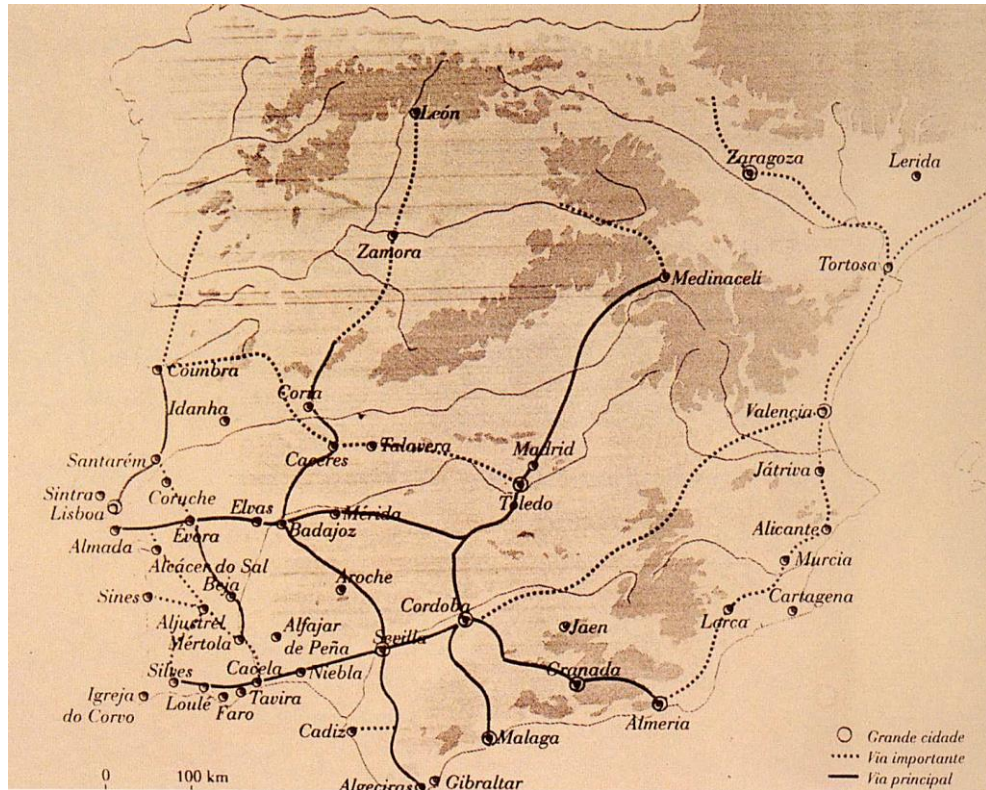 León
Zaragoza
Lerida
Zamora
Tortosa
Medinaceli
Coimbra
Coria
Idanha
Valencia
Talavera
Madrid
Caceres
Santarém
Játriva
Toledo
Sintra
Coruche
Lisboa
Elvas
Mérida
Badajoz
Alicante
Évora
Almada
Alcácer do Sal
Murcia
Aroche
Beja
Sines
Cordoba
Cartagena
Lorca
Aljustrel
Jaen
Alfajar
de Peña
Mértola
Sevilla
Silves
Cacela
Niebla
Granada
Igreja
do Corvo
Loulé
Tavira
Faro
Almeria
Cadiz
Malaga
Grande cidade
Via importante
0 100 km
Gibraltar
Via principal
Algeciras